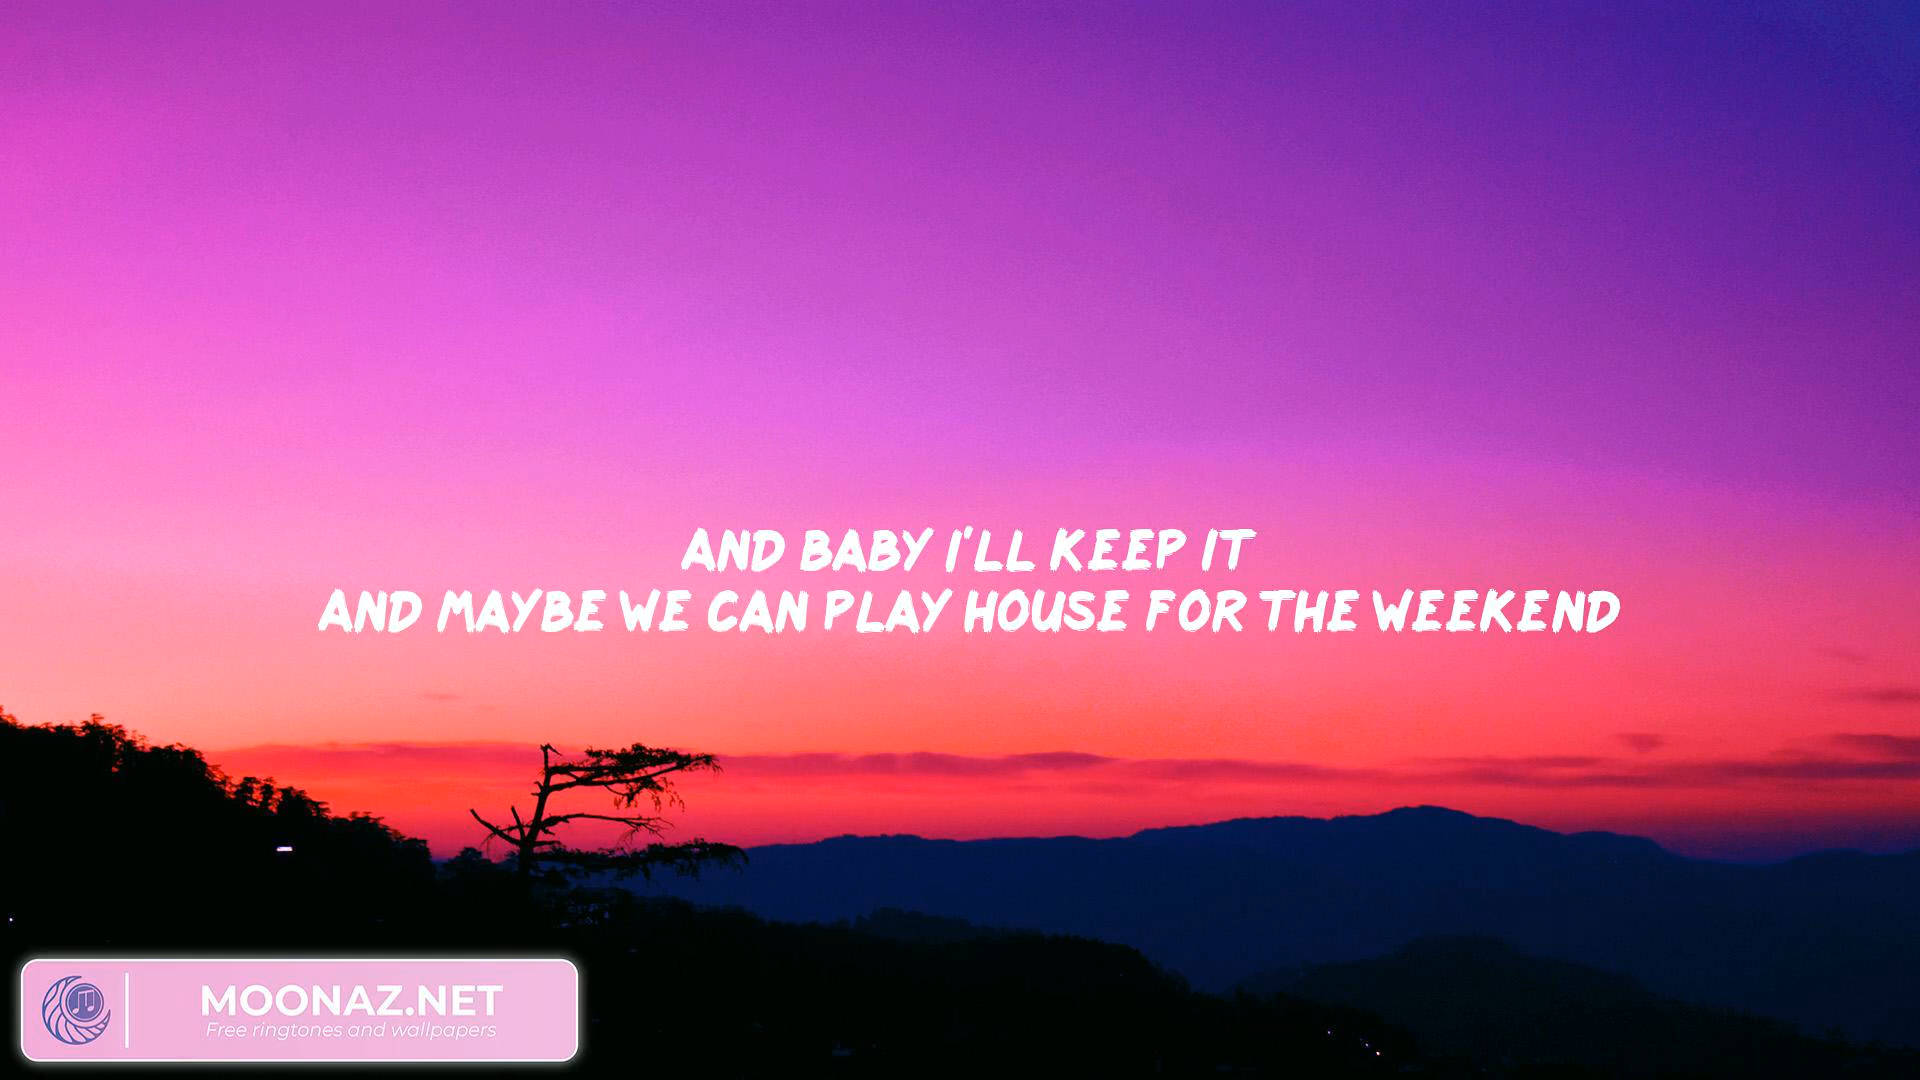 AND BABY I'LL KEEP IT
AND MAYBE WE CAN PLAY HOUSE FOR THE WEEKEND
MOONAZ.NET
Free ringtones and wallpapers